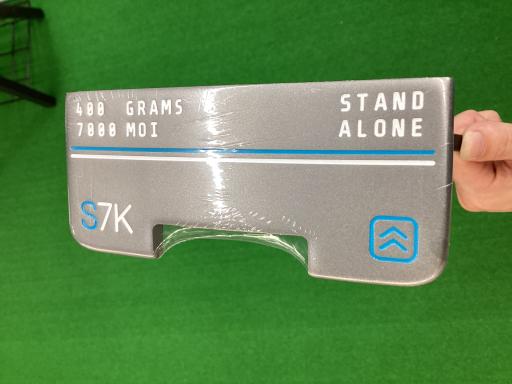 400 GRAMS
7000 MOI
STAND
ALONE
S7K